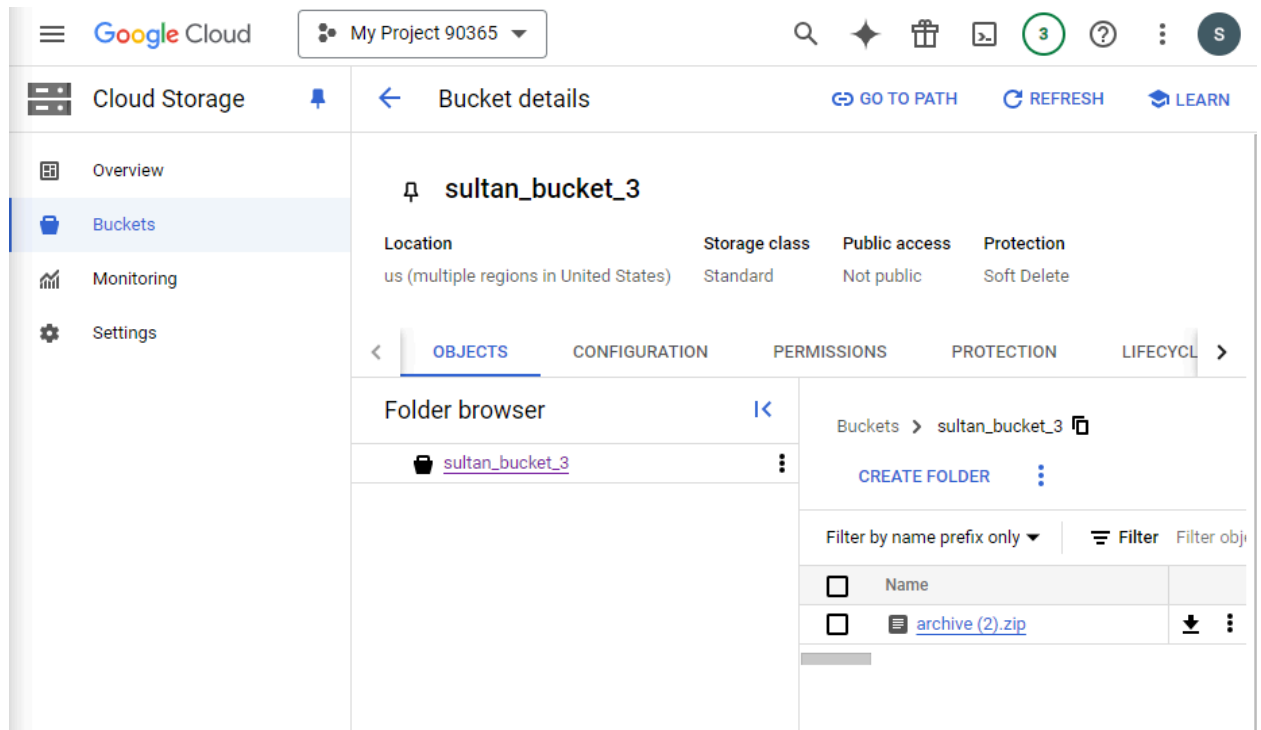 Google Cloud My Project 90365 3 S
Cloud Storage Bucket details GO TO PATH REFRESH LEARN
Overview
Buckets
Monitoring
Settings
sultan_bucket_3
Location Storage class Public access Protection
us (multiple regions in United States) Standard Not public Soft Delete
OBJECTS CONFIGURATION PERMISSIONS PROTECTION LIFECYCL
Folder browser
sultan_bucket_3
Buckets sultan_bucket_3
CREATE FOLDER
Filter by name prefix only Filter Filter obj
Name
archive (2).zip